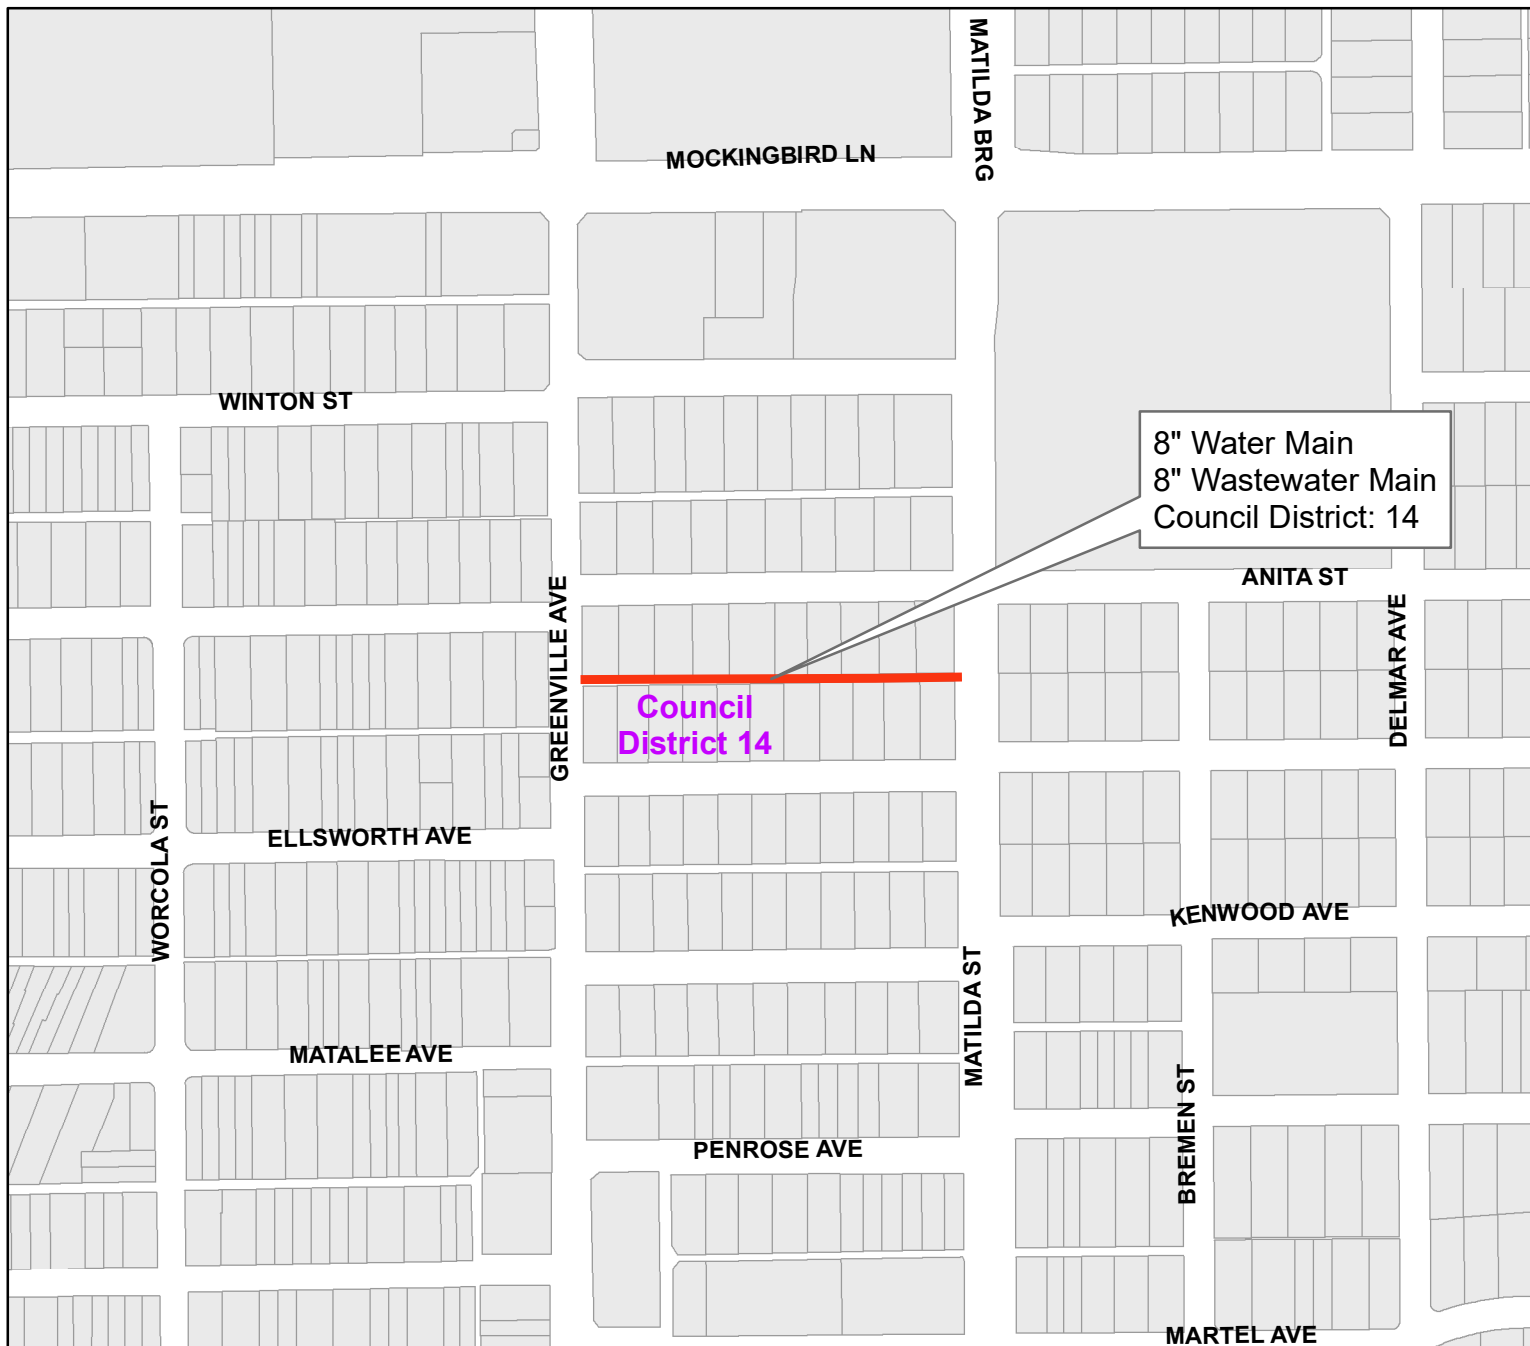 MATILDA BRG
MOCKINGBIRD LN
WINTON ST
8" Water Main
8" Wastewater Main
Council District: 14
ANITA ST
GREENVILLE AVE
DELMAR AVE
Council
District 14
WORCOLA ST
ELLSWORTH AVE
KENWOOD AVE
MATILDA ST
MATALEE AVE
BREMEN ST
PENROSE AVE
MARTEL AVE